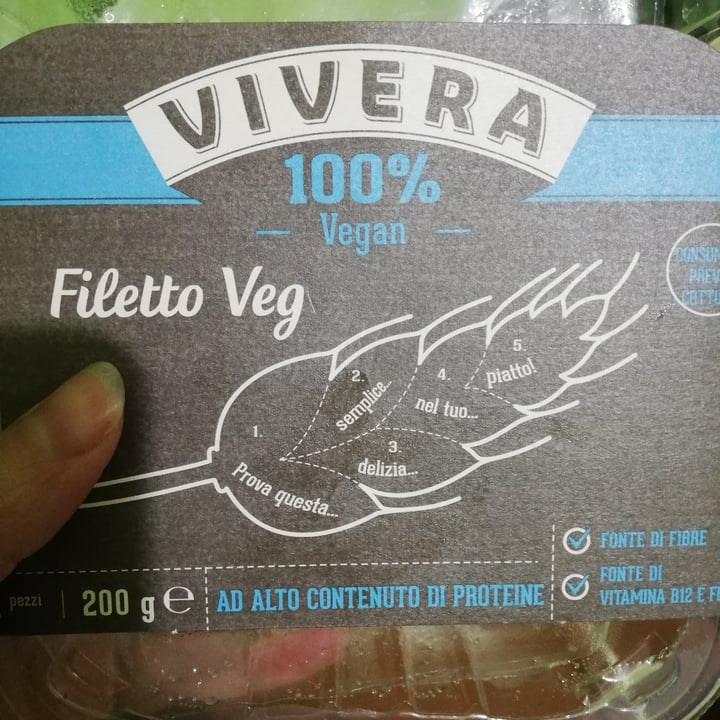 VIVERA
100%
Vegan
Filetto Veg
1.
Prova questa...
2.
semplice...
3.
delizia...
4.
nel tuo...
5.
piatto!
FONTE DI FIBRE
FONTE DI
VITAMINA B12 E
pezzi
200 g e
AD ALTO CONTENUTO DI PROTEINE